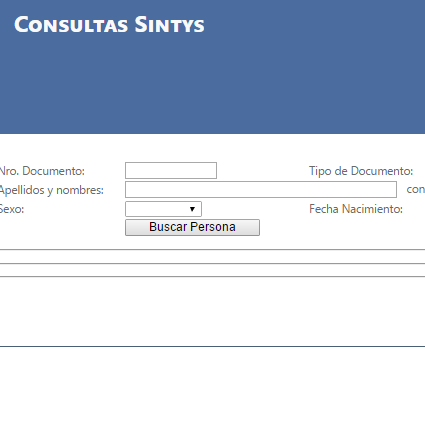 Consultas Sintys
Nro. Documento: Tipo de Documento:
Apellidos y nombres: con
Sexo: Fecha Nacimiento:
Buscar Persona